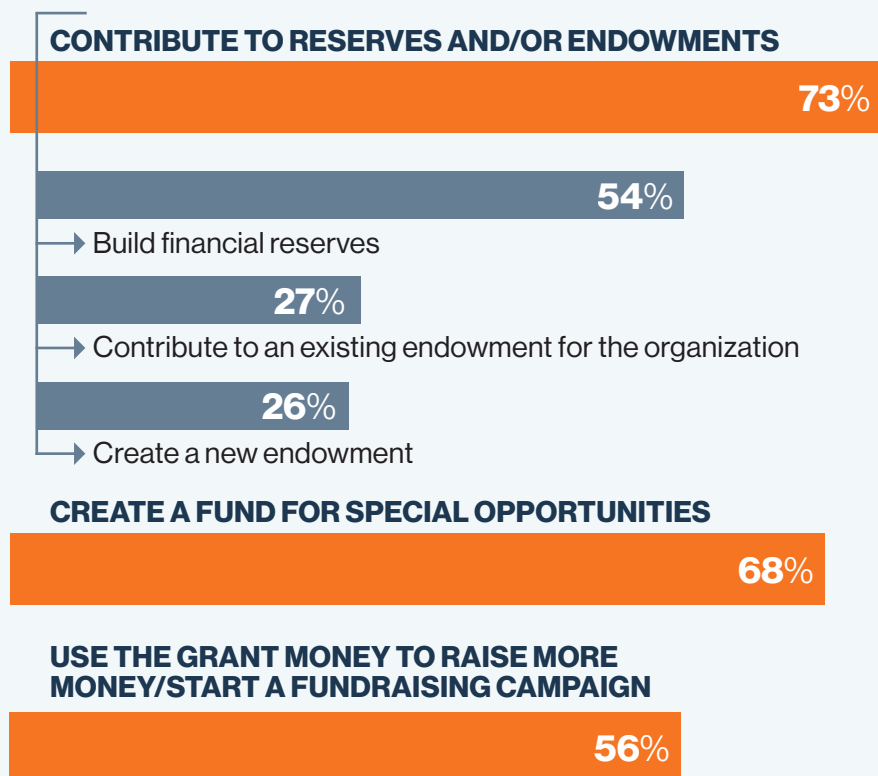 CONTRIBUTE TO RESERVES AND/OR ENDOWMENTS
73%
54%
Build financial reserves
27%
Contribute to an existing endowment for the organization
26%
Create a new endowment
CREATE A FUND FOR SPECIAL OPPORTUNITIES
68%
USE THE GRANT MONEY TO RAISE MORE
MONEY/START A FUNDRAISING CAMPAIGN
56%